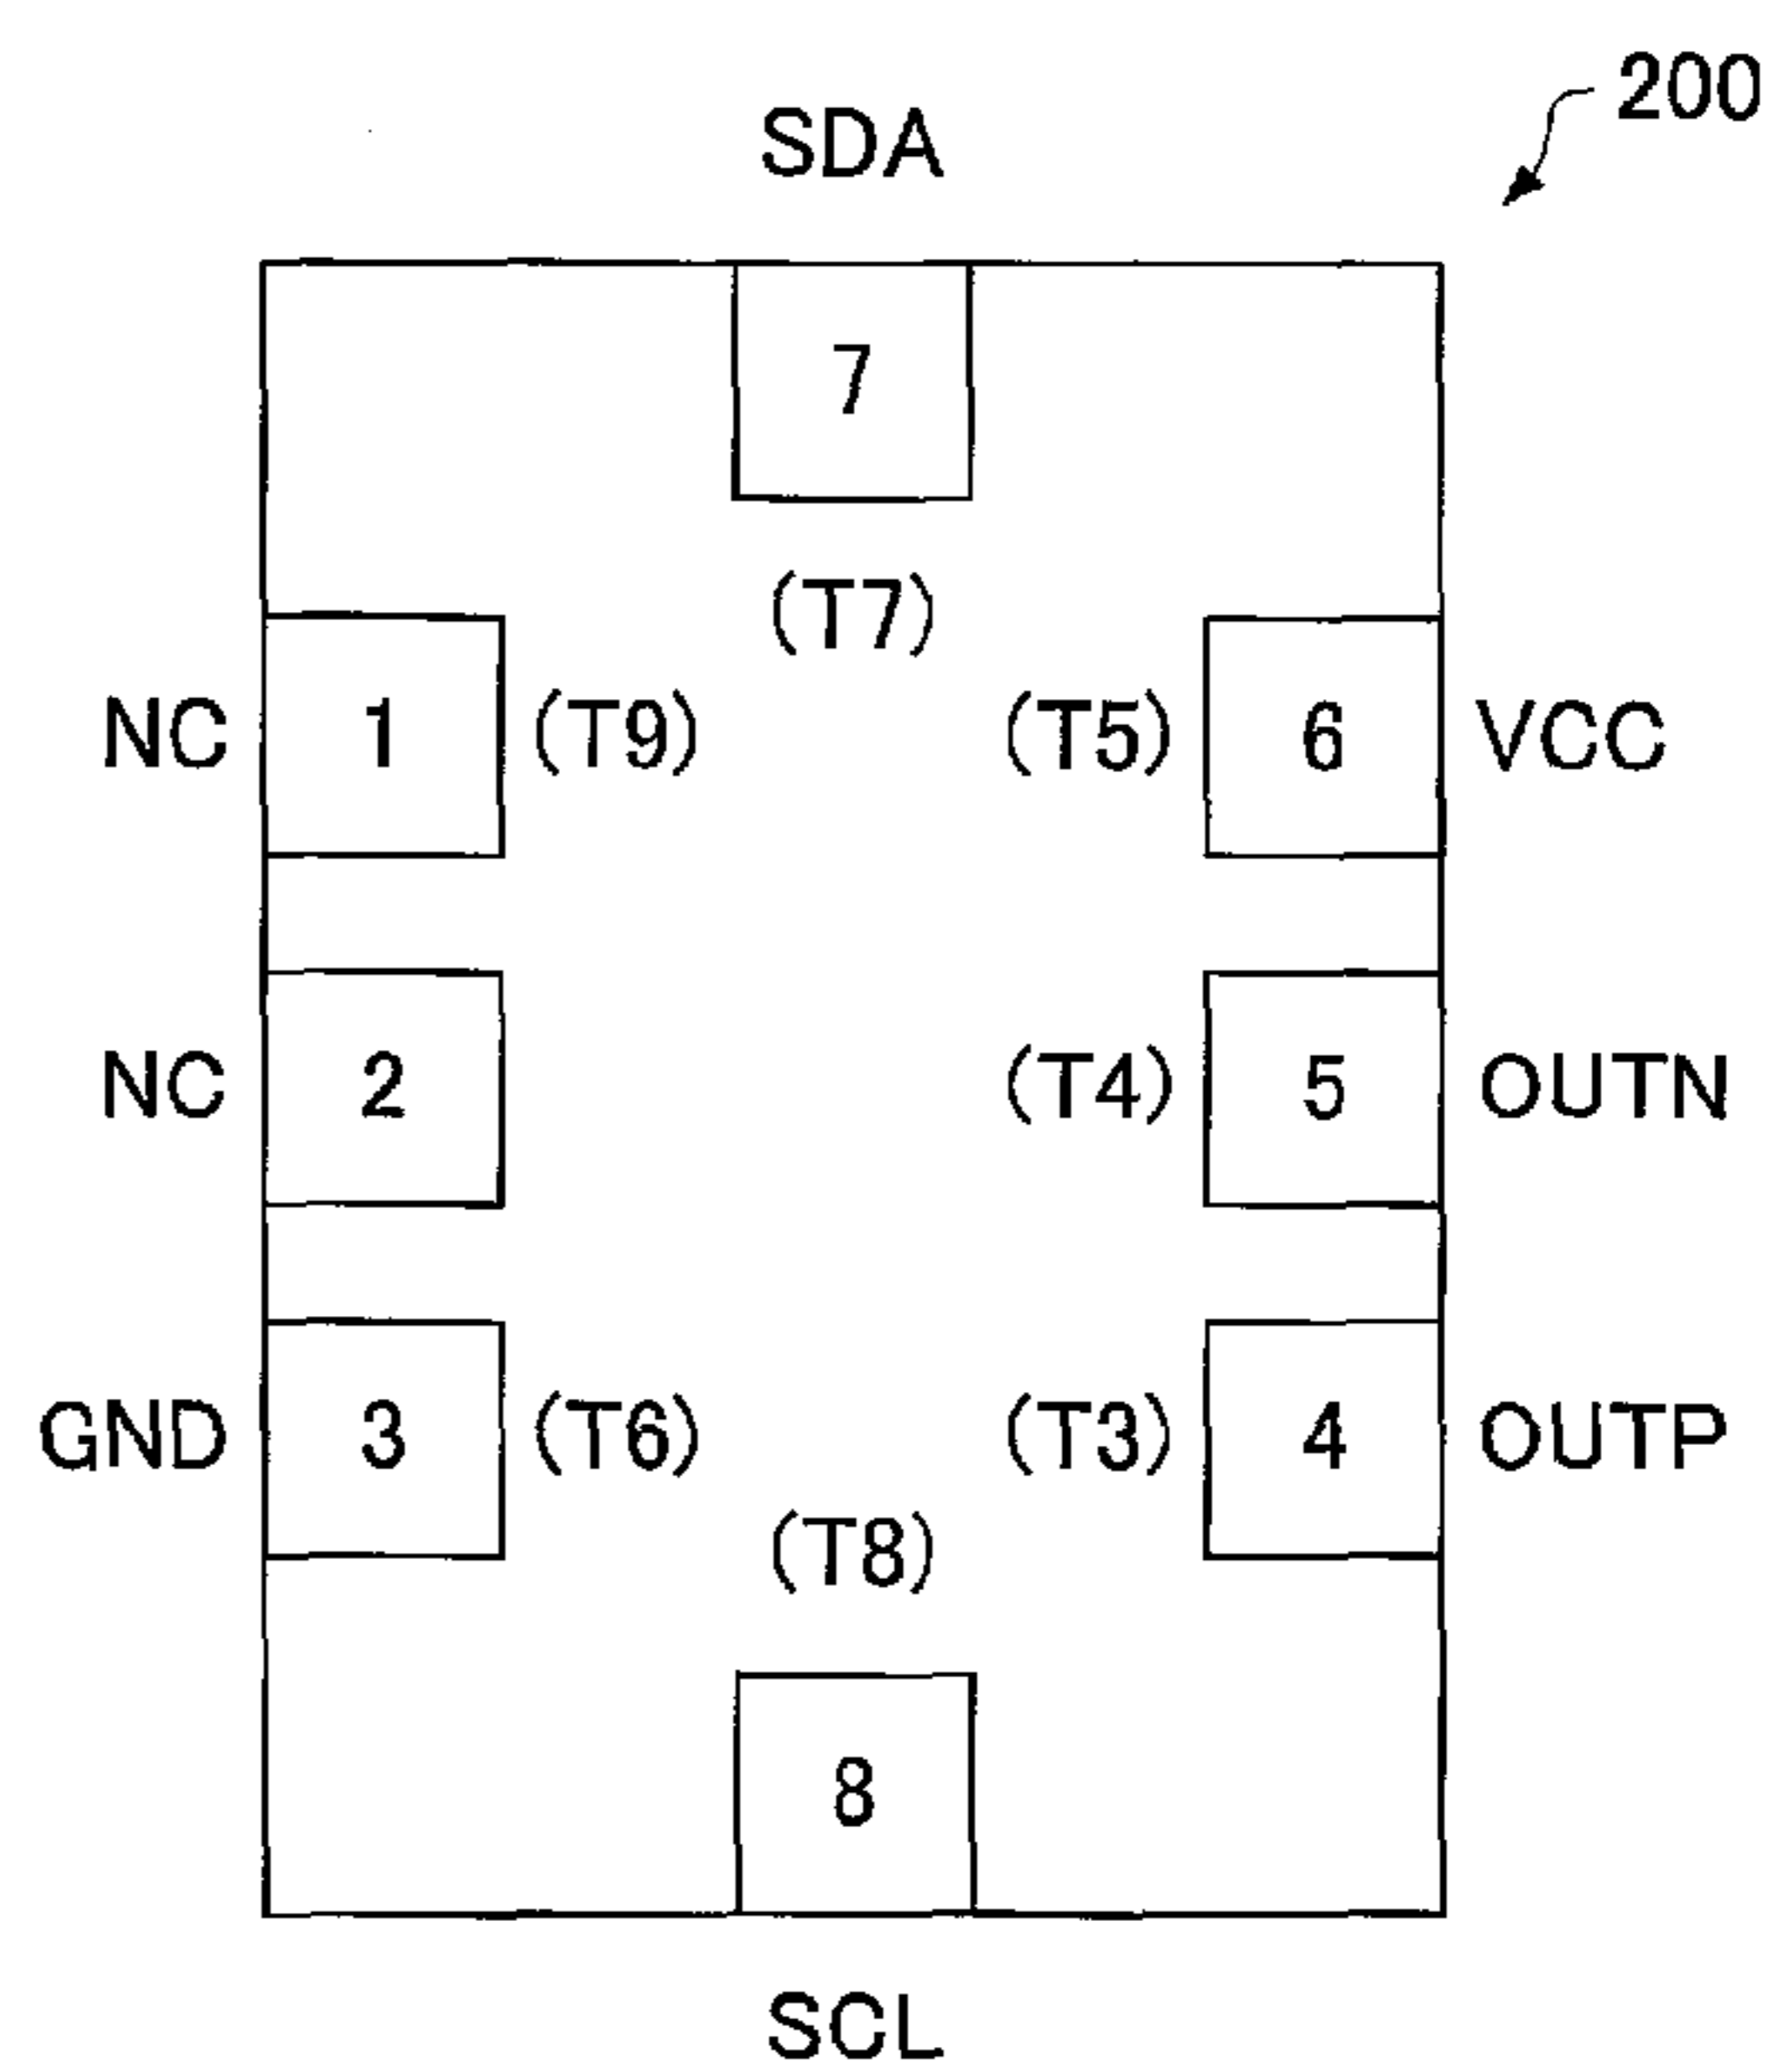 200
SDA
7
(T7)
NC 1 (T9) (T5) 6 VCC
NC 2 (T4) 5 OUTN
GND 3 (T6) (T3) 4 OUTP
(T8)
8
SCL